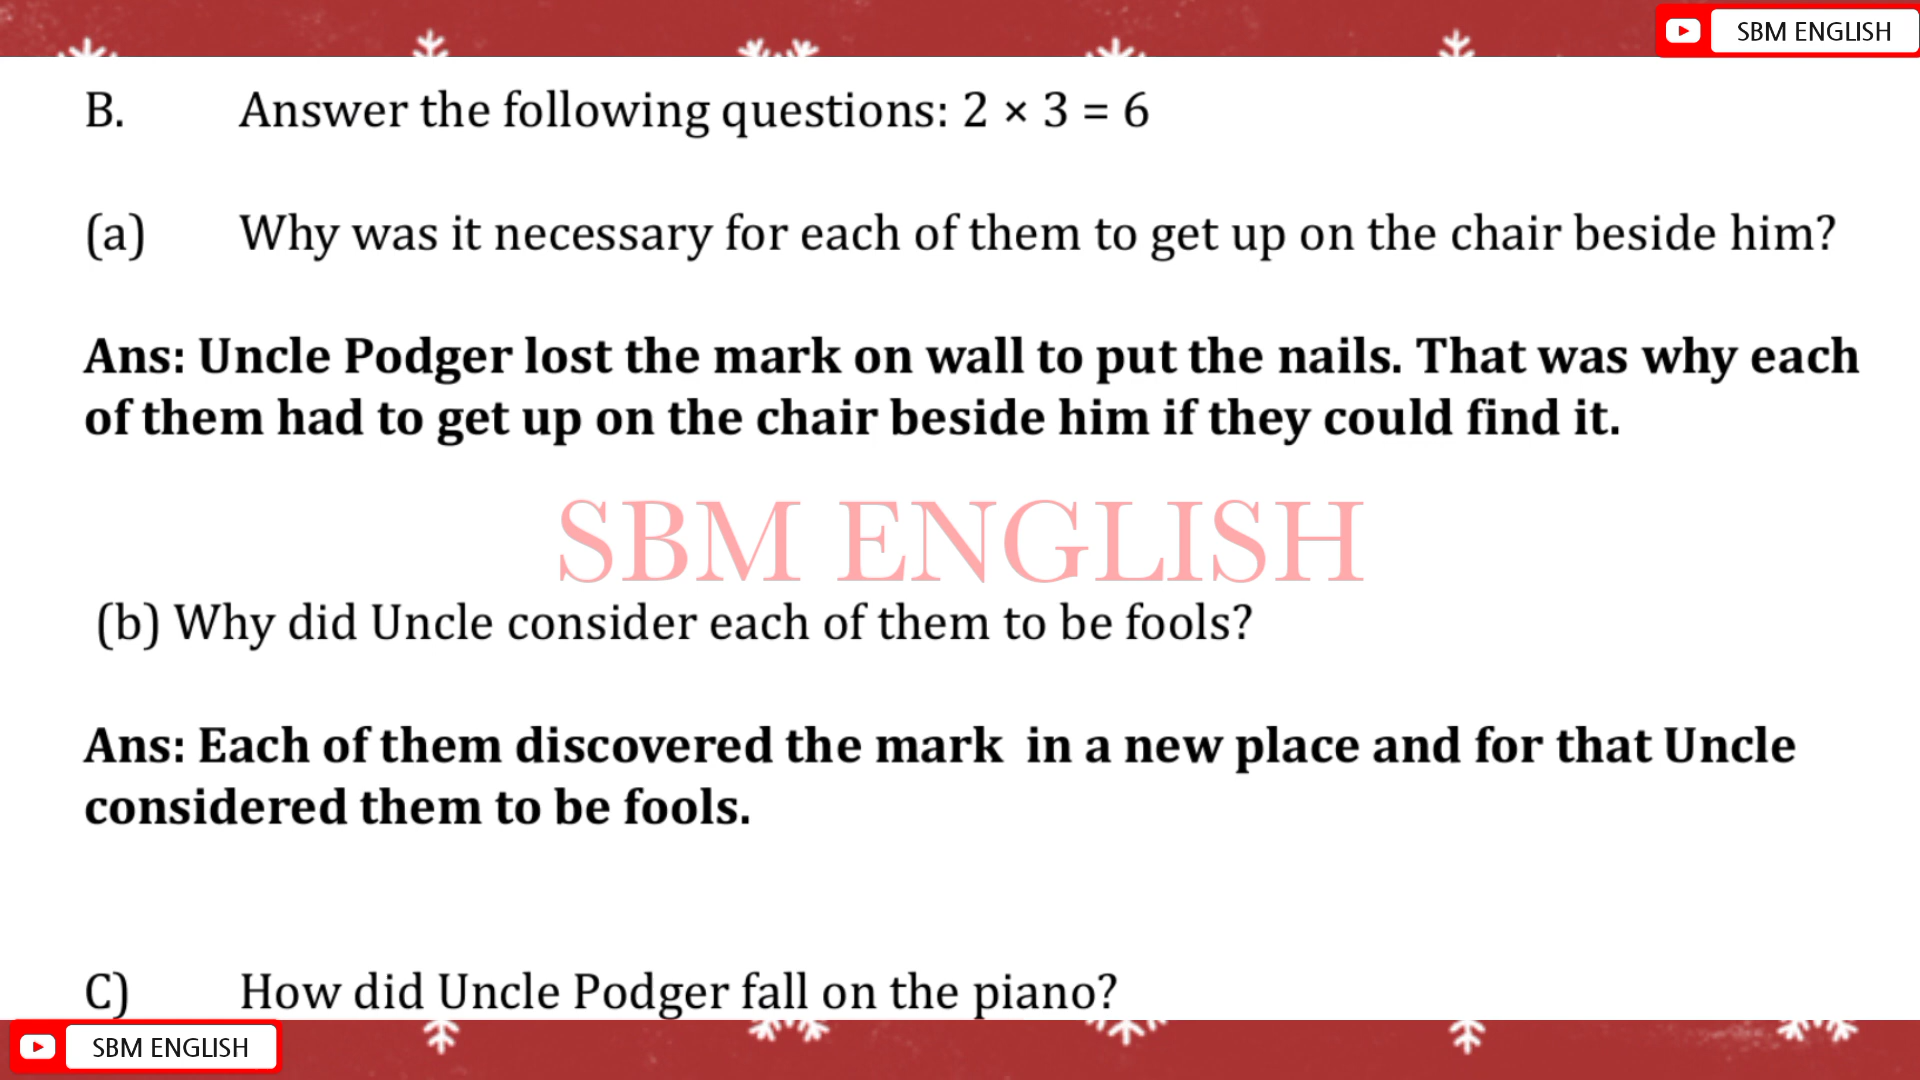 SBM ENGLISH
B. Answer the following questions: 2 × 3 = 6
(a) Why was it necessary for each of them to get up on the chair beside him?
Ans: Uncle Podger lost the mark on wall to put the nails. That was why each
of them had to get up on the chair beside him if they could find it.
SBM ENGLISH
(b) Why did Uncle consider each of them to be fools?
Ans: Each of them discovered the mark in a new place and for that Uncle
considered them to be fools.
C) How did Uncle Podger fall on the piano?
SBM ENGLISH